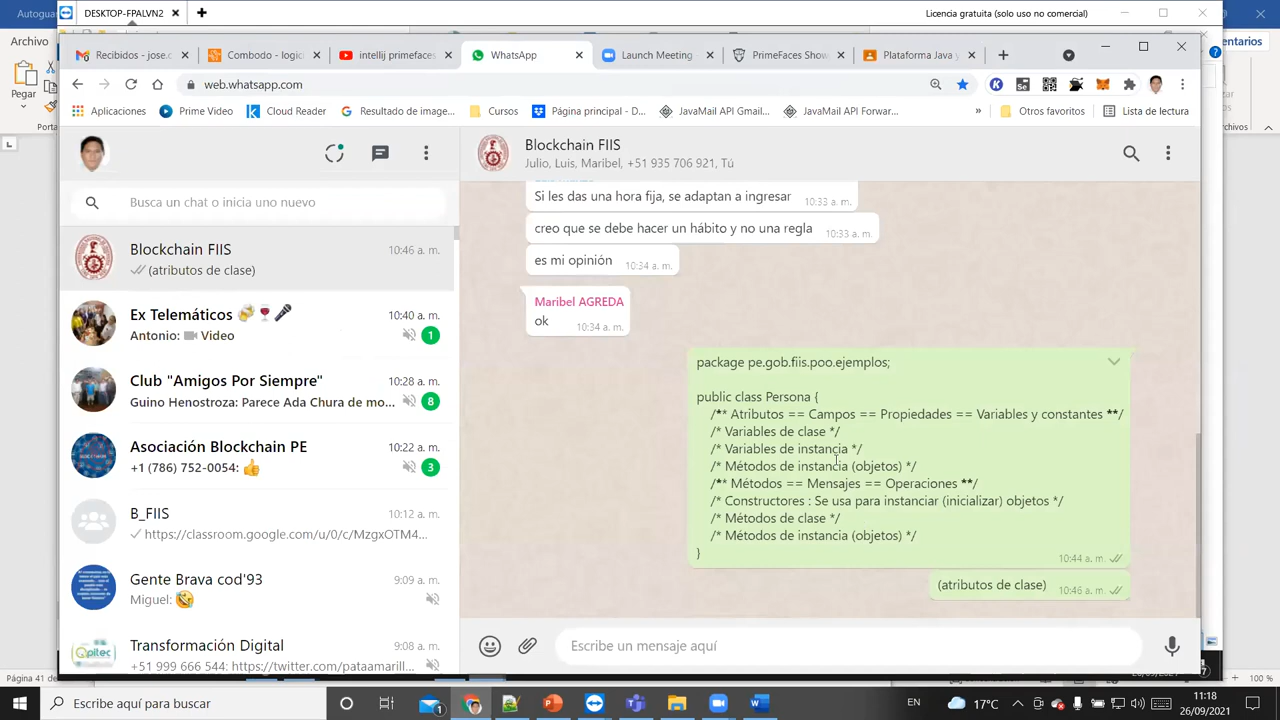 Autoguar
DESKTOP-FPALVN2
Licencia gratuita (solo uso no comercial)
Archivo
entarios
Pegar
Porta
Recibidos - jose.c
Combodo - logic
intellij primeface
WhatsApp
Launch Meeting
PrimeFaces Show
Plataforma Java y
web.whatsapp.com
Aplicaciones
Prime Video
Cloud Reader
Resultado de image...
Cursos
Página principal - D...
JavaMail API Gmail...
JavaMail API Forwar...
»
Otros favoritos
Lista de lectura
rchivos
Blockchain FIIS
Julio, Luis, Maribel, +51 935 706 921, Tú
Busca un chat o inicia uno nuevo
Blockchain FIIS
10:46 a. m.
(atributos de clase)
Ex Telemáticos
10:40 a. m.
Antonio: Video
1
Club "Amigos Por Siempre"
10:28 a. m.
Guino Henostroza: Parece Ada Chura de mo...
8
Asociación Blockchain PE
10:22 a. m.
+1 (786) 752-0054:
3
B_FIIS
10:12 a. m.
https://classroom.google.com/u/0/c/MzgxOTM4...
Gente Brava cod'93
9:09 a. m.
Miguel:
Transformación Digital
9:08 a. m.
+51 999 666 544: https://twitter.com/pataamarill...
Si les das una hora fija, se adaptan a ingresar
10:33 a. m.
creo que se debe hacer un hábito y no una regla
10:33 a. m.
es mi opinión
10:34 a. m.
Maribel AGREDA
ok
10:34 a. m.
package pe.gob.fiis.poo.ejemplos;
public class Persona {
/** Atributos == Campos == Propiedades == Variables y constantes **/
/* Variables de clase */
/* Variables de instancia */
/* Métodos de instancia (objetos) */
/** Métodos == Mensajes == Operaciones **/
/* Constructores : Se usa para instanciar (inicializar) objetos */
/* Métodos de clase */
/* Métodos de instancia (objetos) */
}
10:44 a. m.
(atributos de clase)
10:46 a. m.
Escribe un mensaje aquí
Página 41 de
100 %
Escribe aquí para buscar
EN
17°C
11:18
26/09/2021